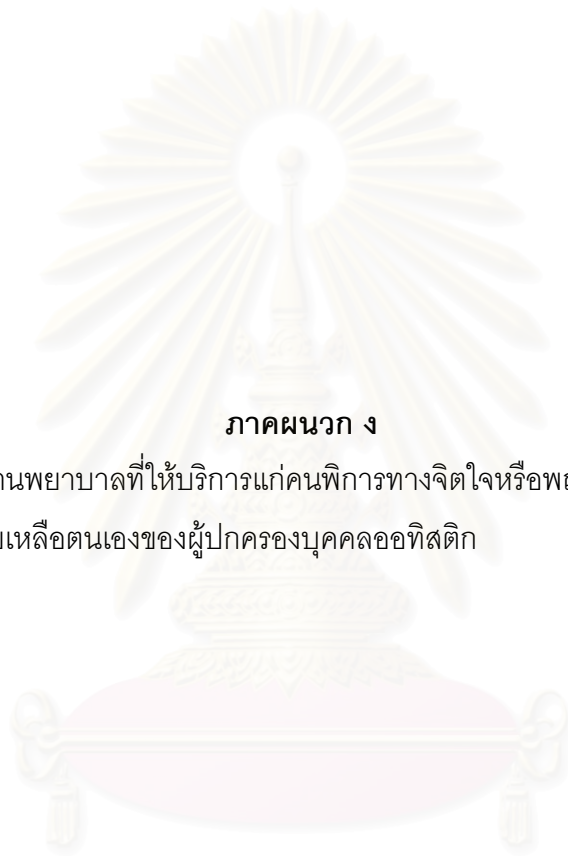 ภาคผนวก ง
นพยาบาลที่ให้บริการแก่คนพิการทางจิตใจหรือ
เหลือตนเองของผู้ปกครองบุคคลออทิสติก